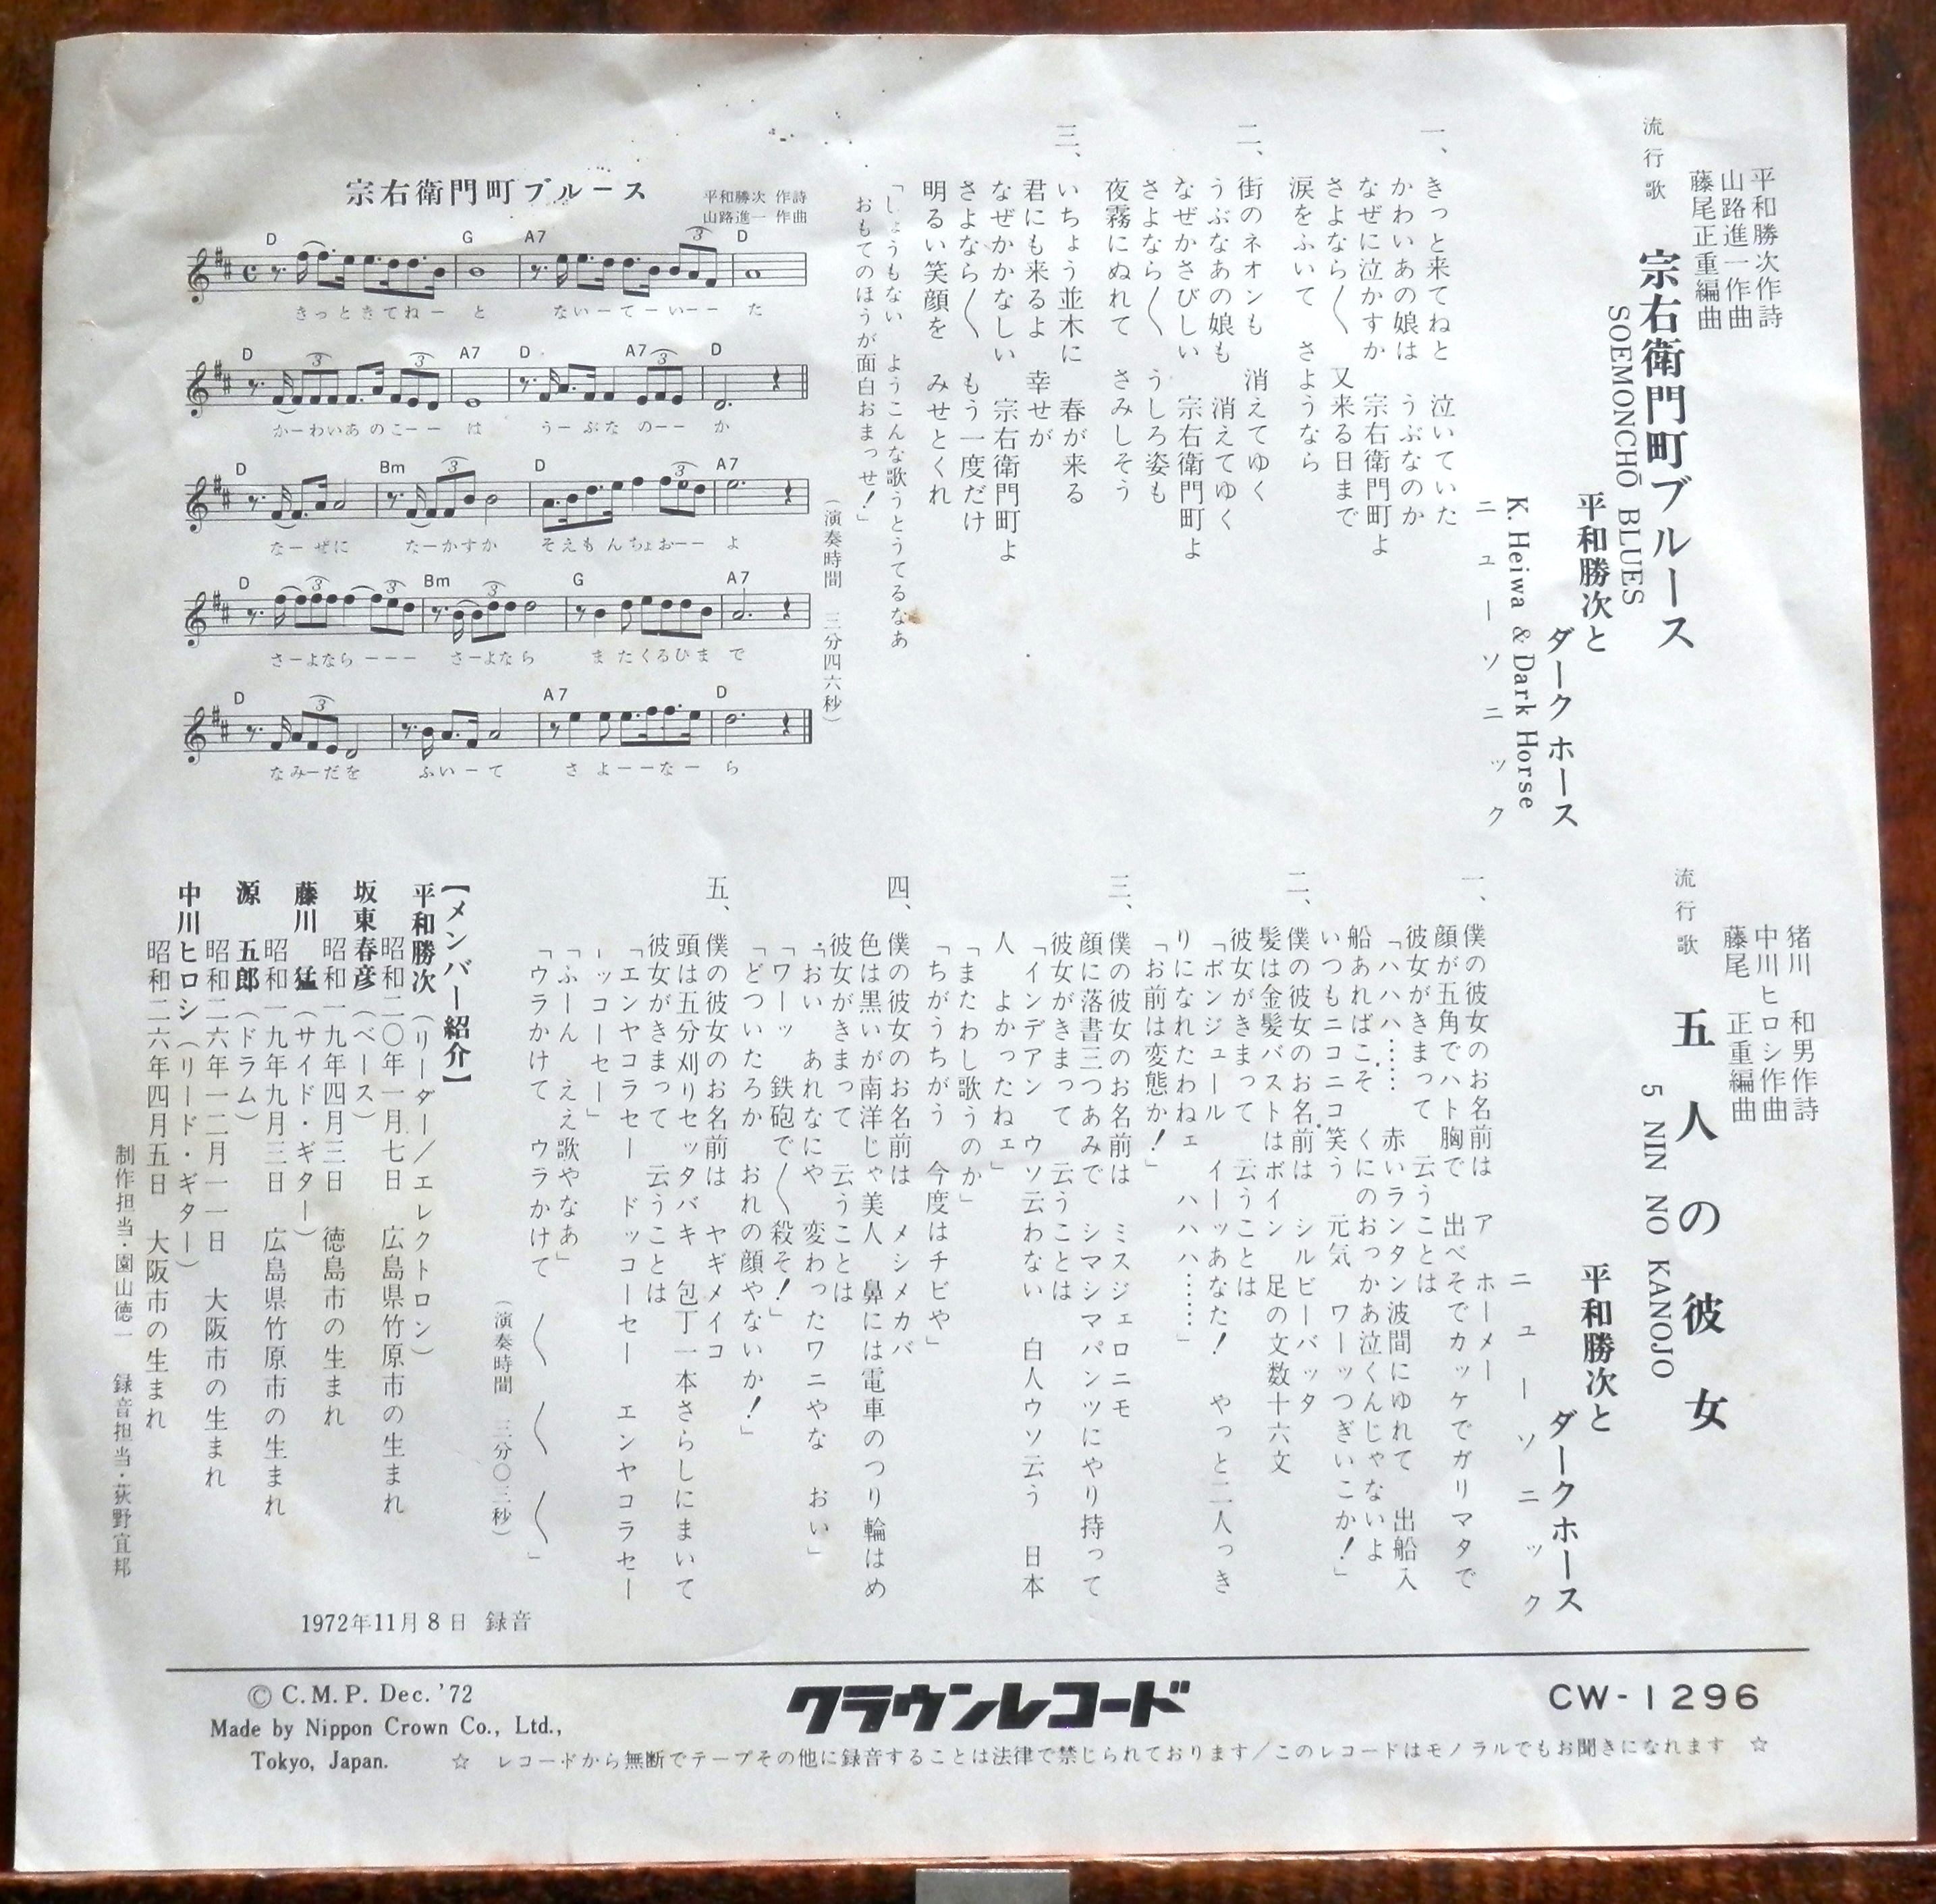 平和勝次作詩
山路進一作曲
藤尾正重編曲
流行歌
宗右衛門町ブルース
SOEMONCHŌ BLUES
平和勝次と
ダークホース
K. Heiwa & Dark Horse
ニューソニック
一、きっと来てねと　泣いていた
かわいあの娘は　うぶなのか
なぜに泣かすか　宗右衛門町よ
さよなら〱　又来る日まで
涙をふいて　さようなら
二、街のネオンも　消えてゆく
うぶなあの娘も　消えてゆく
なぜかさびしい　宗右衛門町よ
さよなら〱　うしろ姿も
夜霧にぬれて　さみしそう
三、いちょう並木に　春が来る
君にも来るよ　幸せが
なぜかかなしい　宗右衛門町よ
さよなら〱　もう一度だけ
明るい笑顔を　みせとくれ
「しょうもない　ようこんな歌うとうてるなあ
おもてのほうが面白おまっせ！」
（演奏時間　三分四六秒）
宗右衛門町ブルース
平和勝次 作詩
山路進一 作曲
D G A7 3 D
きっときてねー と ないーてーいーー た
D 3 3 A7 D A7 3 D
かーわいあのこーー は うーぶな のーー か
D Bm 3 D 3 A7
なーぜに なーかすか そえもんちょおーー よ
D 3 3 Bm 3 G A7
さーよならーーー さーよなら またくるひま で
D 3 A7 D
なみーだを ふいーて さよーーなー ら
猪川　和男作詩
中川ヒロシ作曲
藤尾　正重編曲
流行歌
五人の彼女
5 NIN NO KANOJO
平和勝次と
ダークホース
ニューソニック
一、僕の彼女のお名前は　ア　ホーメー
顔が五角でハト胸で　出べそでカッケでガリマタで
彼女がきまって　云うことは
「ハハハ……　赤いランタン波間にゆれて　出船入
船あればこそ　くにのおっかあ泣くんじゃないよ
いつもニコニコ笑う　元気　ワーッつぎいこか！」
二、僕の彼女のお名前は　シルビーバッタ
髪は金髪バストはボイン　足の文数十六文
彼女がきまって　云うことは
「ボンジュール　イーッあなた！　やっと二人っき
りになれたわねェ　ハハハ……」
「お前は変態か！」
三、僕の彼女のお名前は　ミスジェロニモ
顔に落書三つあみで　シマシマパンツにやり持って
彼女がきまって　云うことは
「インデアン　ウソ云わない　白人ウソ云う　日本
人　よかったねェ」
「またわし歌うのか」
「ちがうちがう　今度はチビや」
四、僕の彼女のお名前は　メシメカバ
色は黒いが南洋じゃ美人　鼻には電車のつり輪はめ
彼女がきまって　云うことは
「おい　あれなにや　変わったワニやな　おい」
「ワーッ　鉄砲で〱殺そ！」
「どついたろか　おれの顔やないか！」
五、僕の彼女のお名前は　ヤギメイコ
頭は五分刈りセッタバキ　包丁一本さらしにまいて
彼女がきまって　云うことは
「エンヤコラセー　ドッコーセー　エンヤコラセー
ーッコーセー」
「ふーん　ええ歌やなあ」
「ウラかけて　ウラかけて　〱　〱　〱」
（演奏時間　三分〇三秒）
【メンバー紹介】
平和勝次（リーダー／エレクトロン）
昭和二〇年一月七日　広島県竹原市の生まれ
坂東春彦（ベース）
昭和一九年四月三日　徳島市の生まれ
藤川　猛（サイド・ギター）
昭和一九年九月三日　広島県竹原市の生まれ
源　五郎（ドラム）
昭和二六年一二月一一日　大阪市の生まれ
中川ヒロシ（リード・ギター）
昭和二六年四月五日　大阪市の生まれ
制作担当・園山徳一　録音担当・荻野宜邦
1972年11月8日 録音
Ⓒ C.M.P. Dec.'72
Made by Nippon Crown Co., Ltd.,
Tokyo, Japan.
クラウンレコード
CW-1296
☆ レコードから無断でテープその他に録音することは法律で禁じられております／このレコードはモノラルでもお聞きになれます ☆